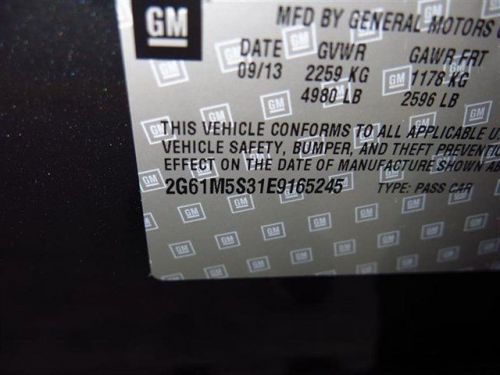 GM
MFD BY GENERAL MOTORS
DATE GVWR GAWR FRT
09/13 2259 KG 1178 KG
4980 LB 2596 LB
THIS VEHICLE CONFORMS TO ALL APPLICABLE
VEHICLE SAFETY, BUMPER, AND THEFT PREVENTIO
EFFECT ON THE DATE OF MANUFACTURE SHOWN AB
2G61M5S31E9165245 TYPE: PASS CAR